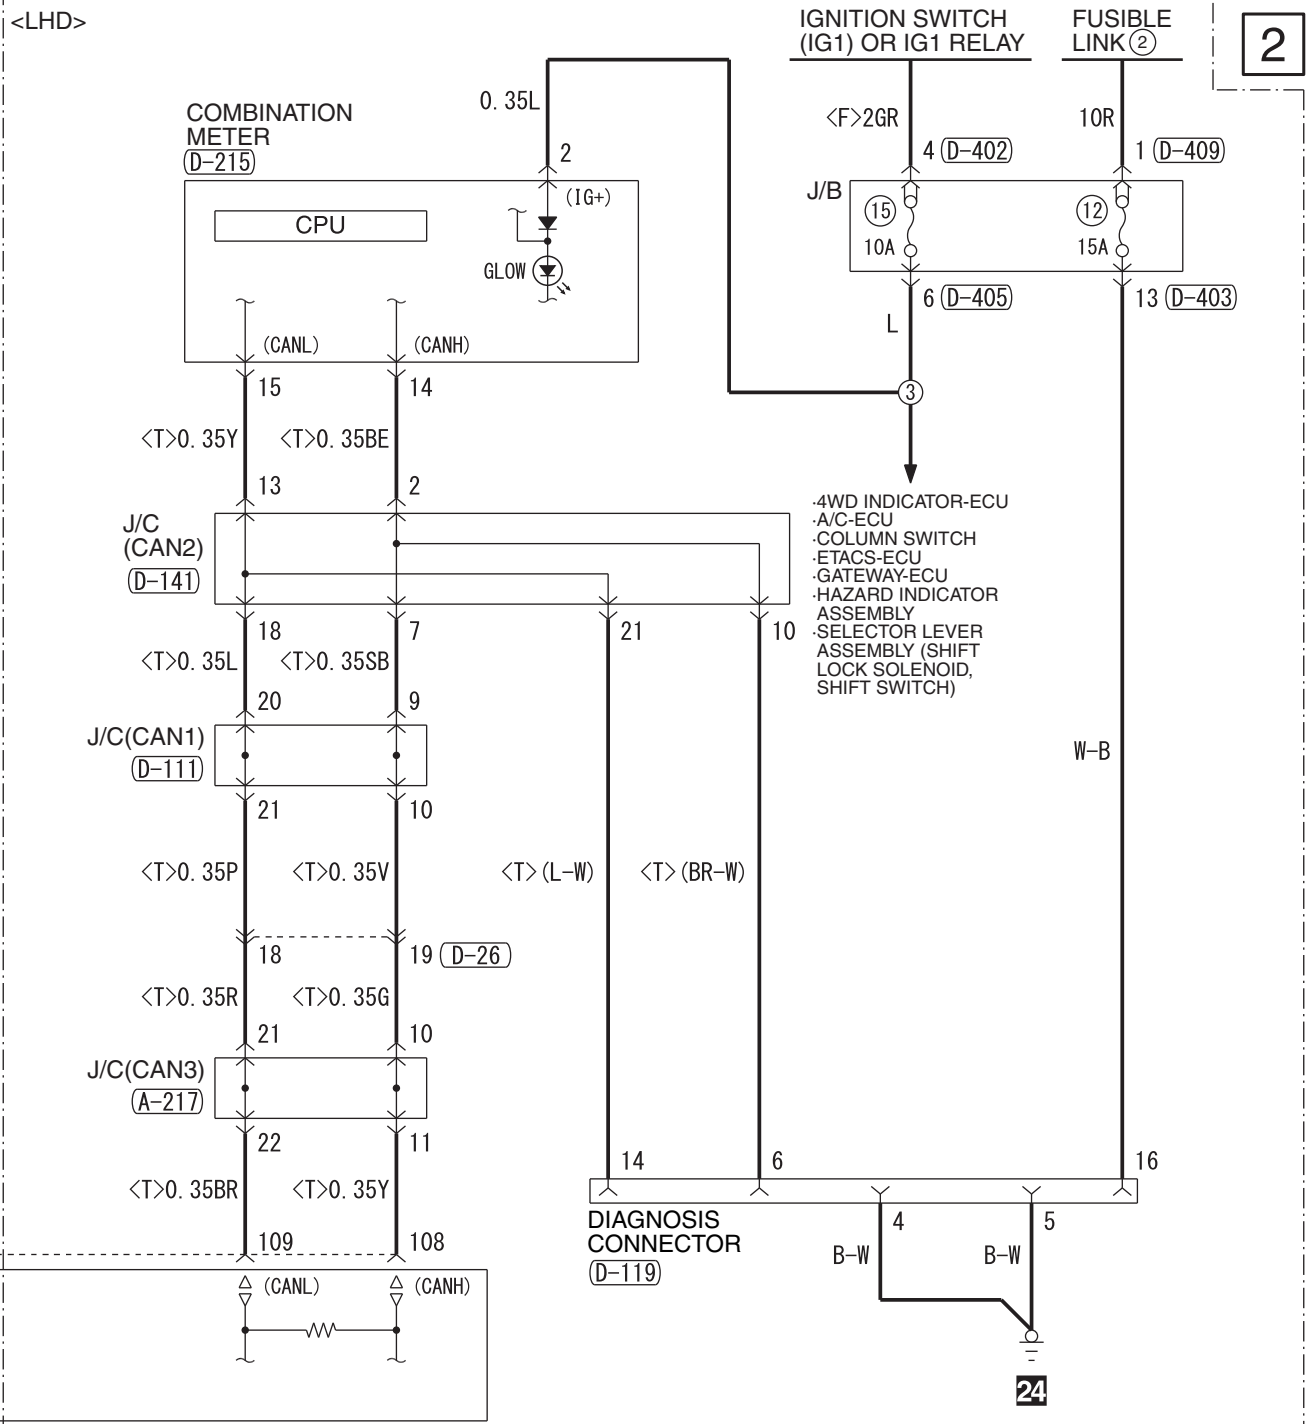 <LHD>
IGNITION SWITCH
(IG1) OR IG1 RELAY
FUSIBLE
LINK ②
2
0.35L
<F>2GR
10R
COMBINATION
METER
D-215
2
4 D-402
1 D-409
(IG+)
J/B
CPU
⑮
10A
⑫
15A
GLOW
6 D-405
13 D-403
L
(CANL)
(CANH)
15
14
③
<T>0.35Y
<T>0.35BE
13
2
·4WD INDICATOR-ECU
·A/C-ECU
·COLUMN SWITCH
·ETACS-ECU
·GATEWAY-ECU
·HAZARD INDICATOR
ASSEMBLY
·SELECTOR LEVER
ASSEMBLY (SHIFT
LOCK SOLENOID,
SHIFT SWITCH)
J/C
(CAN2)
D-141
18
7
21
10
<T>0.35L
<T>0.35SB
20
9
J/C(CAN1)
D-111
W-B
21
10
<T>0.35P
<T>0.35V
<T>(L-W)
<T>(BR-W)
18
19 D-26
<T>0.35R
<T>0.35G
21
10
J/C(CAN3)
A-217
22
11
14
6
16
<T>0.35BR
<T>0.35Y
DIAGNOSIS
CONNECTOR
D-119
4
5
109
108
B-W
B-W
(CANL)
(CANH)
24